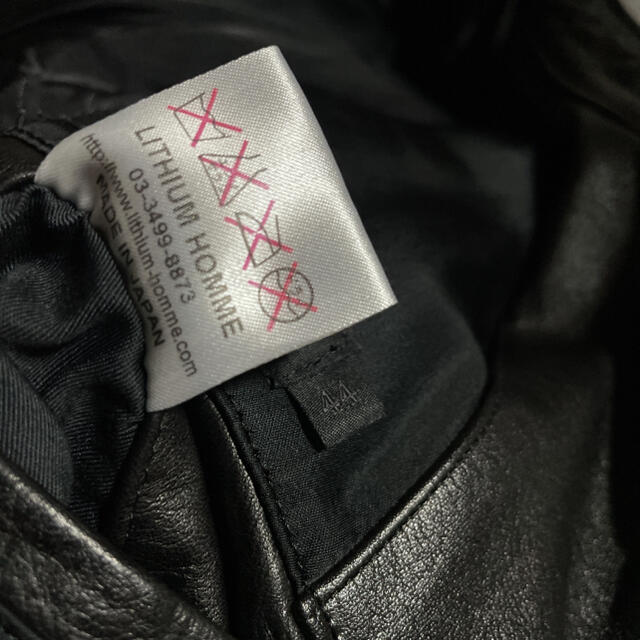 LITHIUM HOMME
03-3499-8873
http://www.lithium-homme.com
MADE IN JAPAN
44